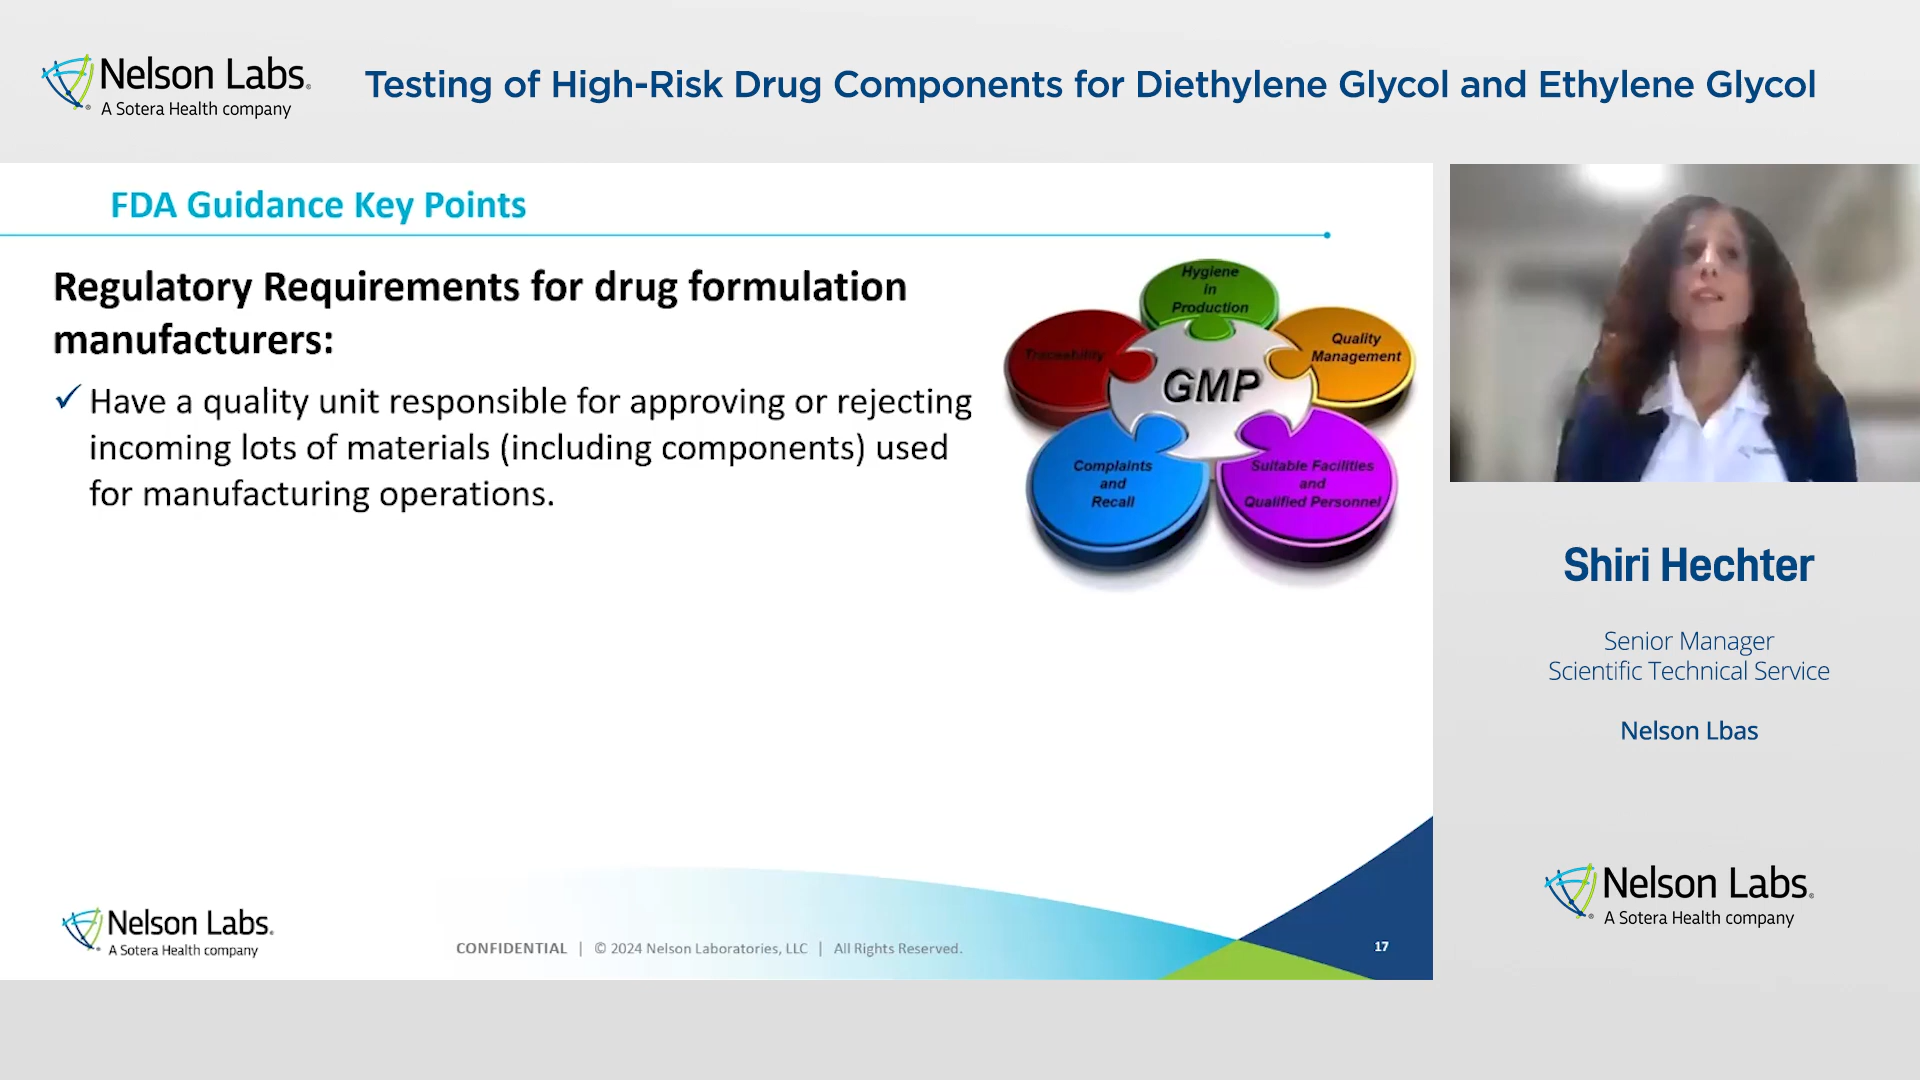 Nelson Labs®
A Sotera Health company
Testing of High-Risk Drug Components for Diethylene Glycol and Ethylene Glycol
FDA Guidance Key Points
Regulatory Requirements for drug formulation
manufacturers:
✓ Have a quality unit responsible for approving or rejecting
incoming lots of materials (including components) used
for manufacturing operations.
Hygiene
in
Production
Traceability
Quality
Management
GMP
Complaints
and
Recall
Suitable Facilities
and
Qualified Personnel
Nelson Labs®
A Sotera Health company
CONFIDENTIAL | © 2024 Nelson Laboratories, LLC | All Rights Reserved.
17
Shiri Hechter
Senior Manager
Scientific Technical Service
Nelson Lbas
Nelson Labs®
A Sotera Health company